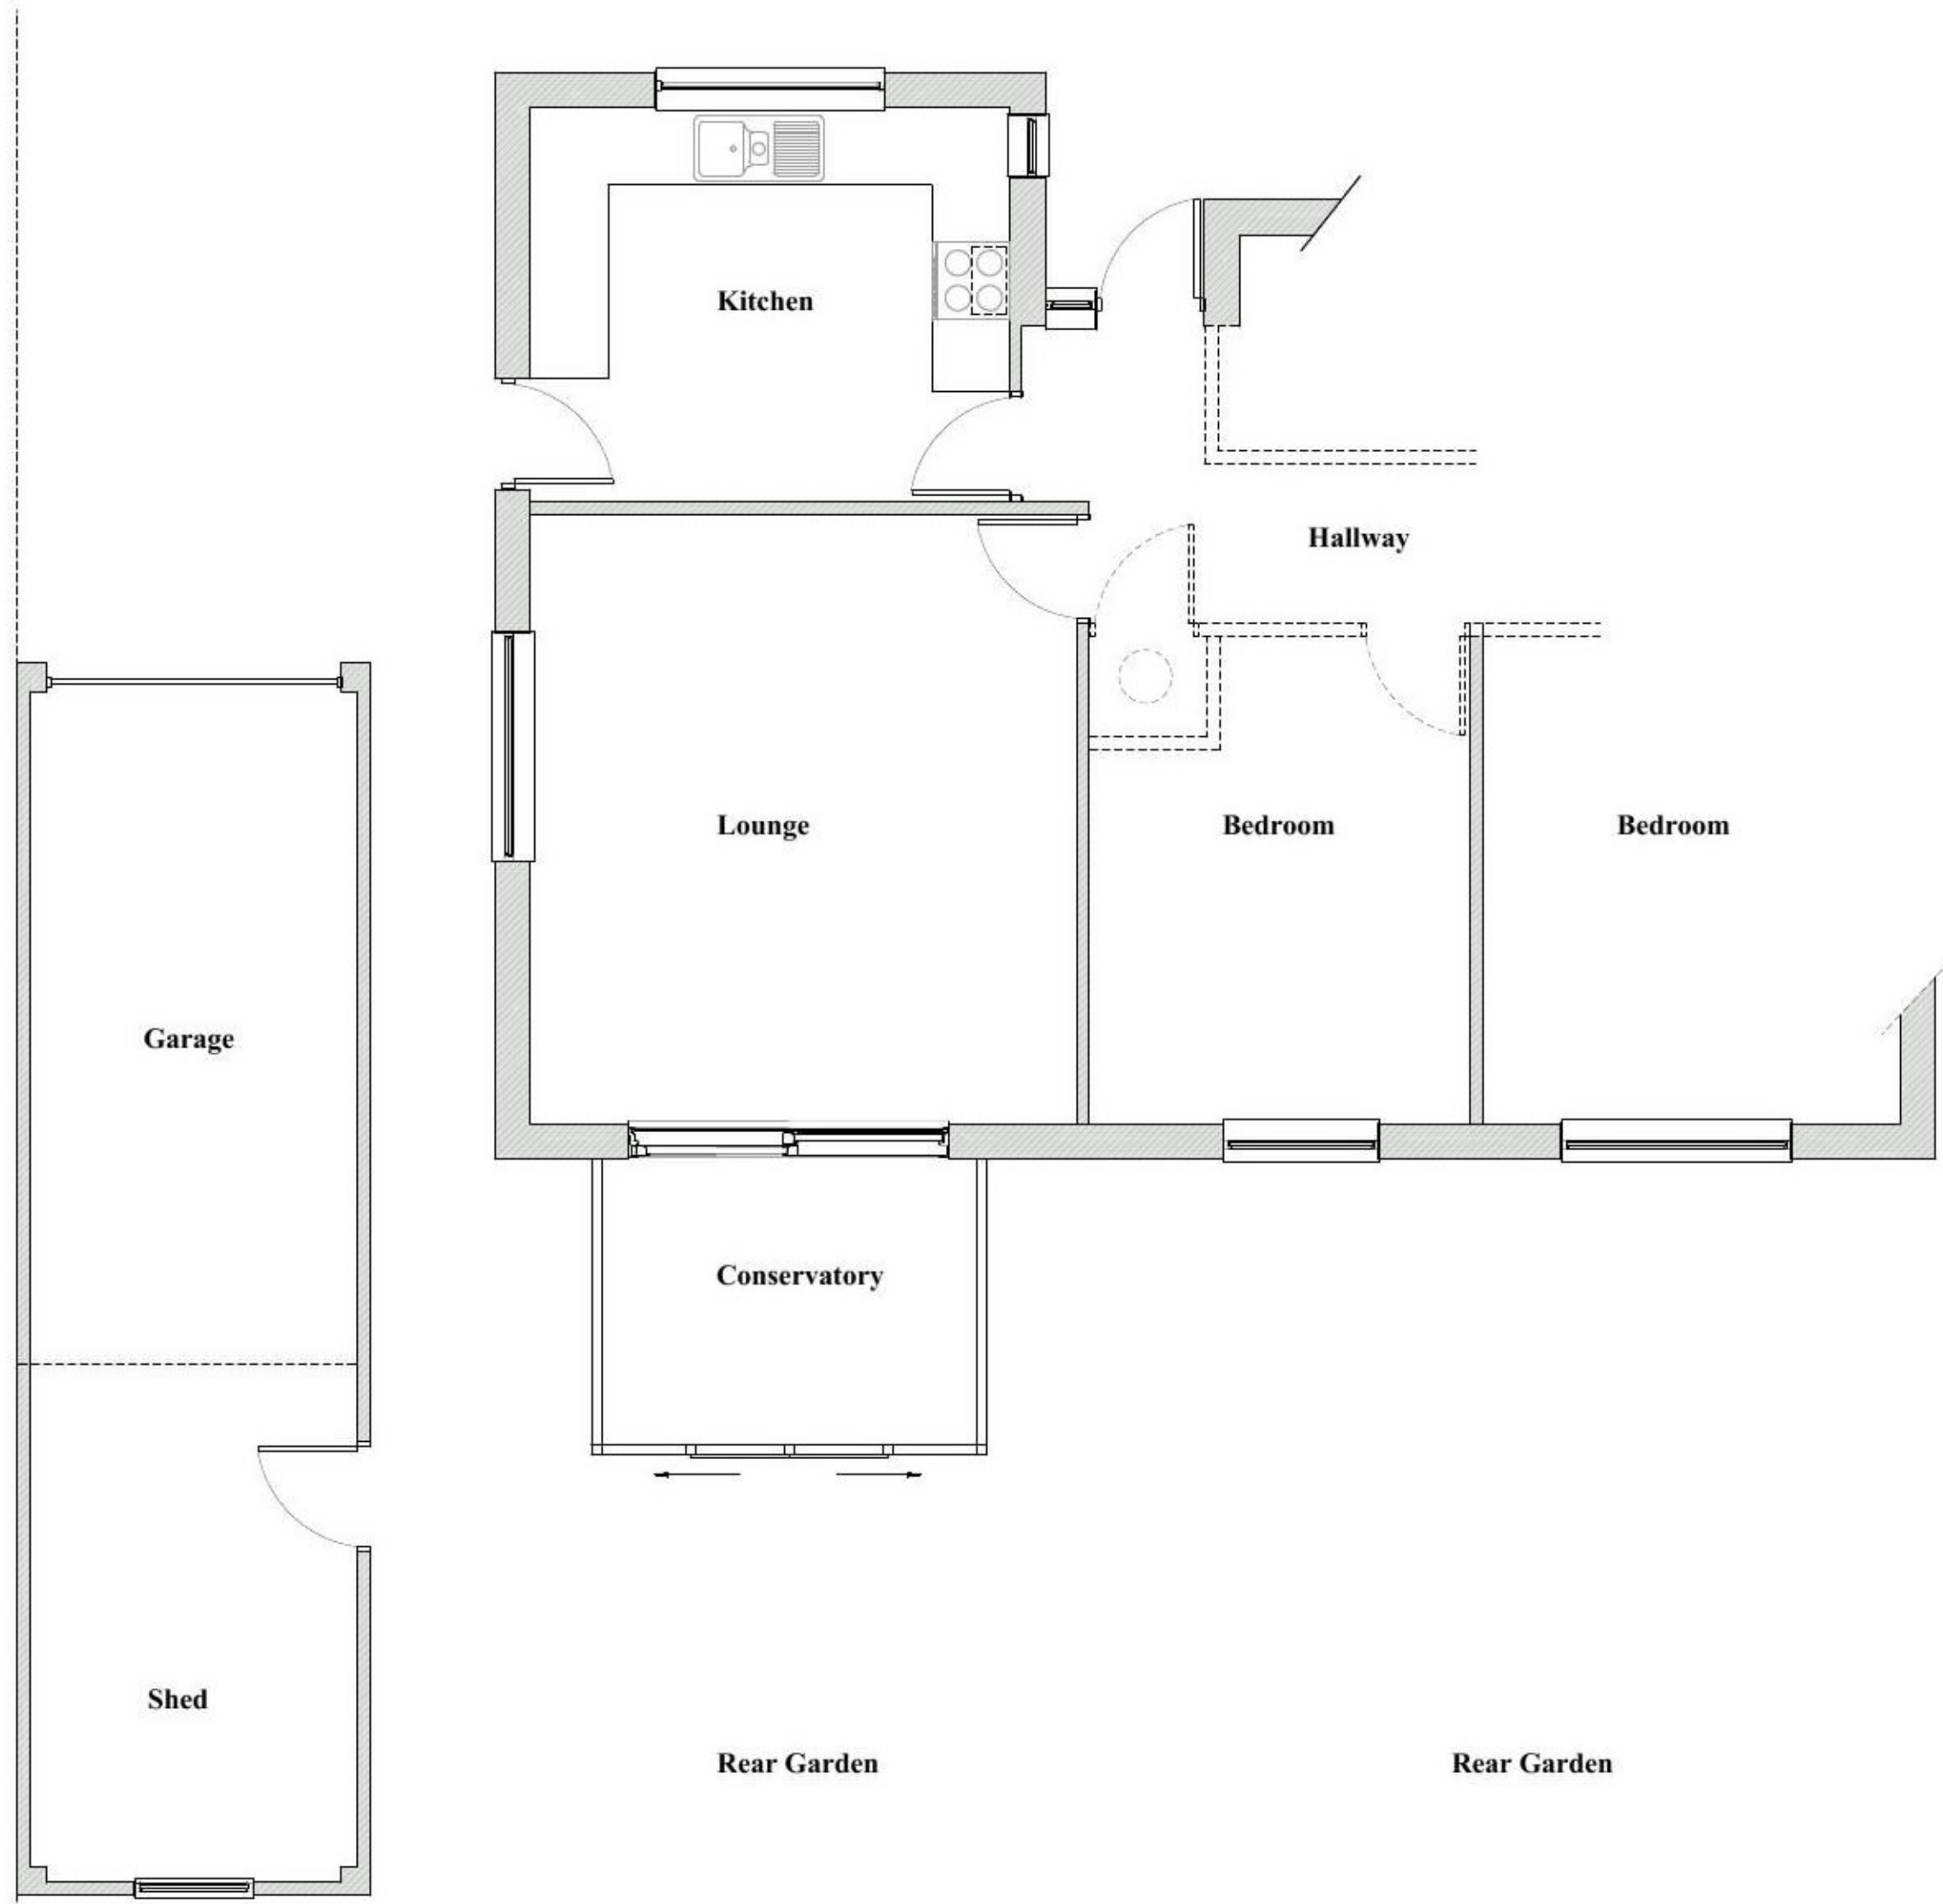 Kitchen
Hallway
Lounge
Bedroom
Bedroom
Garage
Conservatory
Shed
Rear Garden
Rear Garden